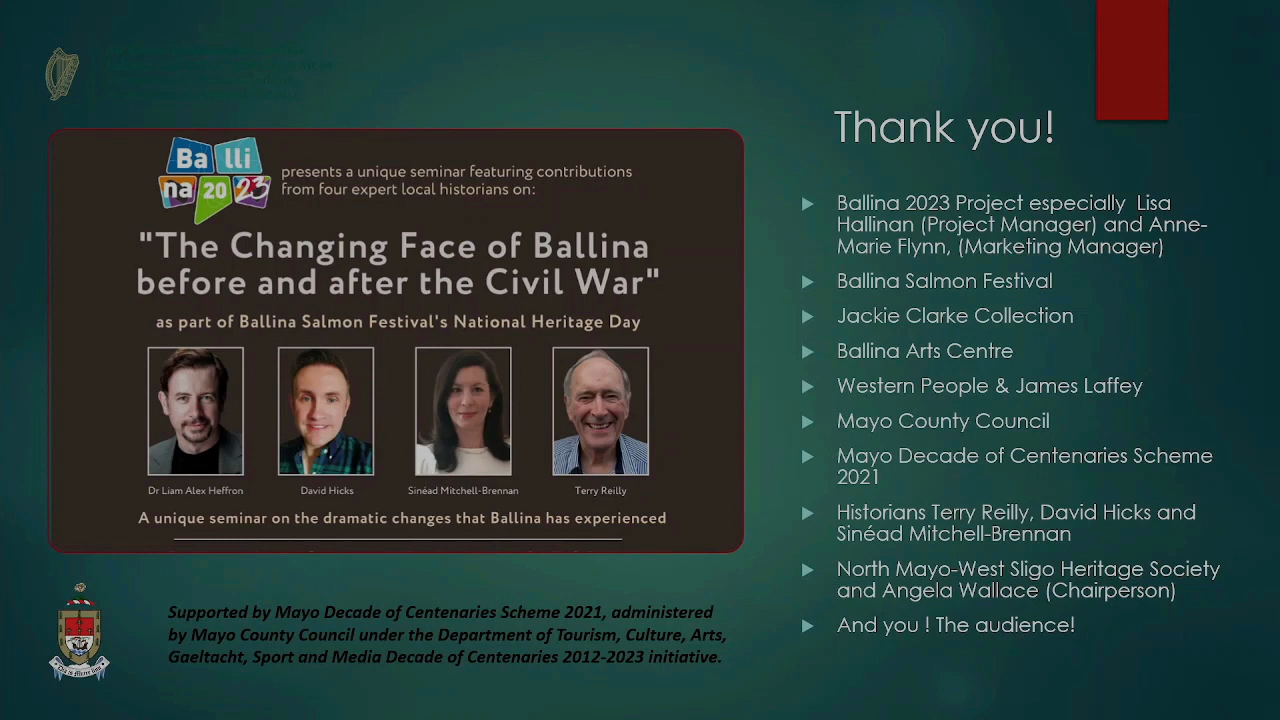 Ba lli
na 20 23
presents a unique seminar featuring contributions
from four expert local historians on:
"The Changing Face of Ballina
before and after the Civil War"
as part of Ballina Salmon Festival's National Heritage Day
Dr Liam Alex Heffron
David Hicks
Sinéad Mitchell-Brennan
Terry Reilly
A unique seminar on the dramatic changes that Ballina has experienced
Supported by Mayo Decade of Centenaries Scheme 2021, administered
by Mayo County Council under the Department of Tourism, Culture, Arts,
Gaeltacht, Sport and Media Decade of Centenaries 2012-2023 initiative.
Thank you!
Ballina 2023 Project especially Lisa
Hallinan (Project Manager) and Anne-
Marie Flynn, (Marketing Manager)
Ballina Salmon Festival
Jackie Clarke Collection
Ballina Arts Centre
Western People & James Laffey
Mayo County Council
Mayo Decade of Centenaries Scheme
2021
Historians Terry Reilly, David Hicks and
Sinéad Mitchell-Brennan
North Mayo-West Sligo Heritage Society
and Angela Wallace (Chairperson)
And you ! The audience!